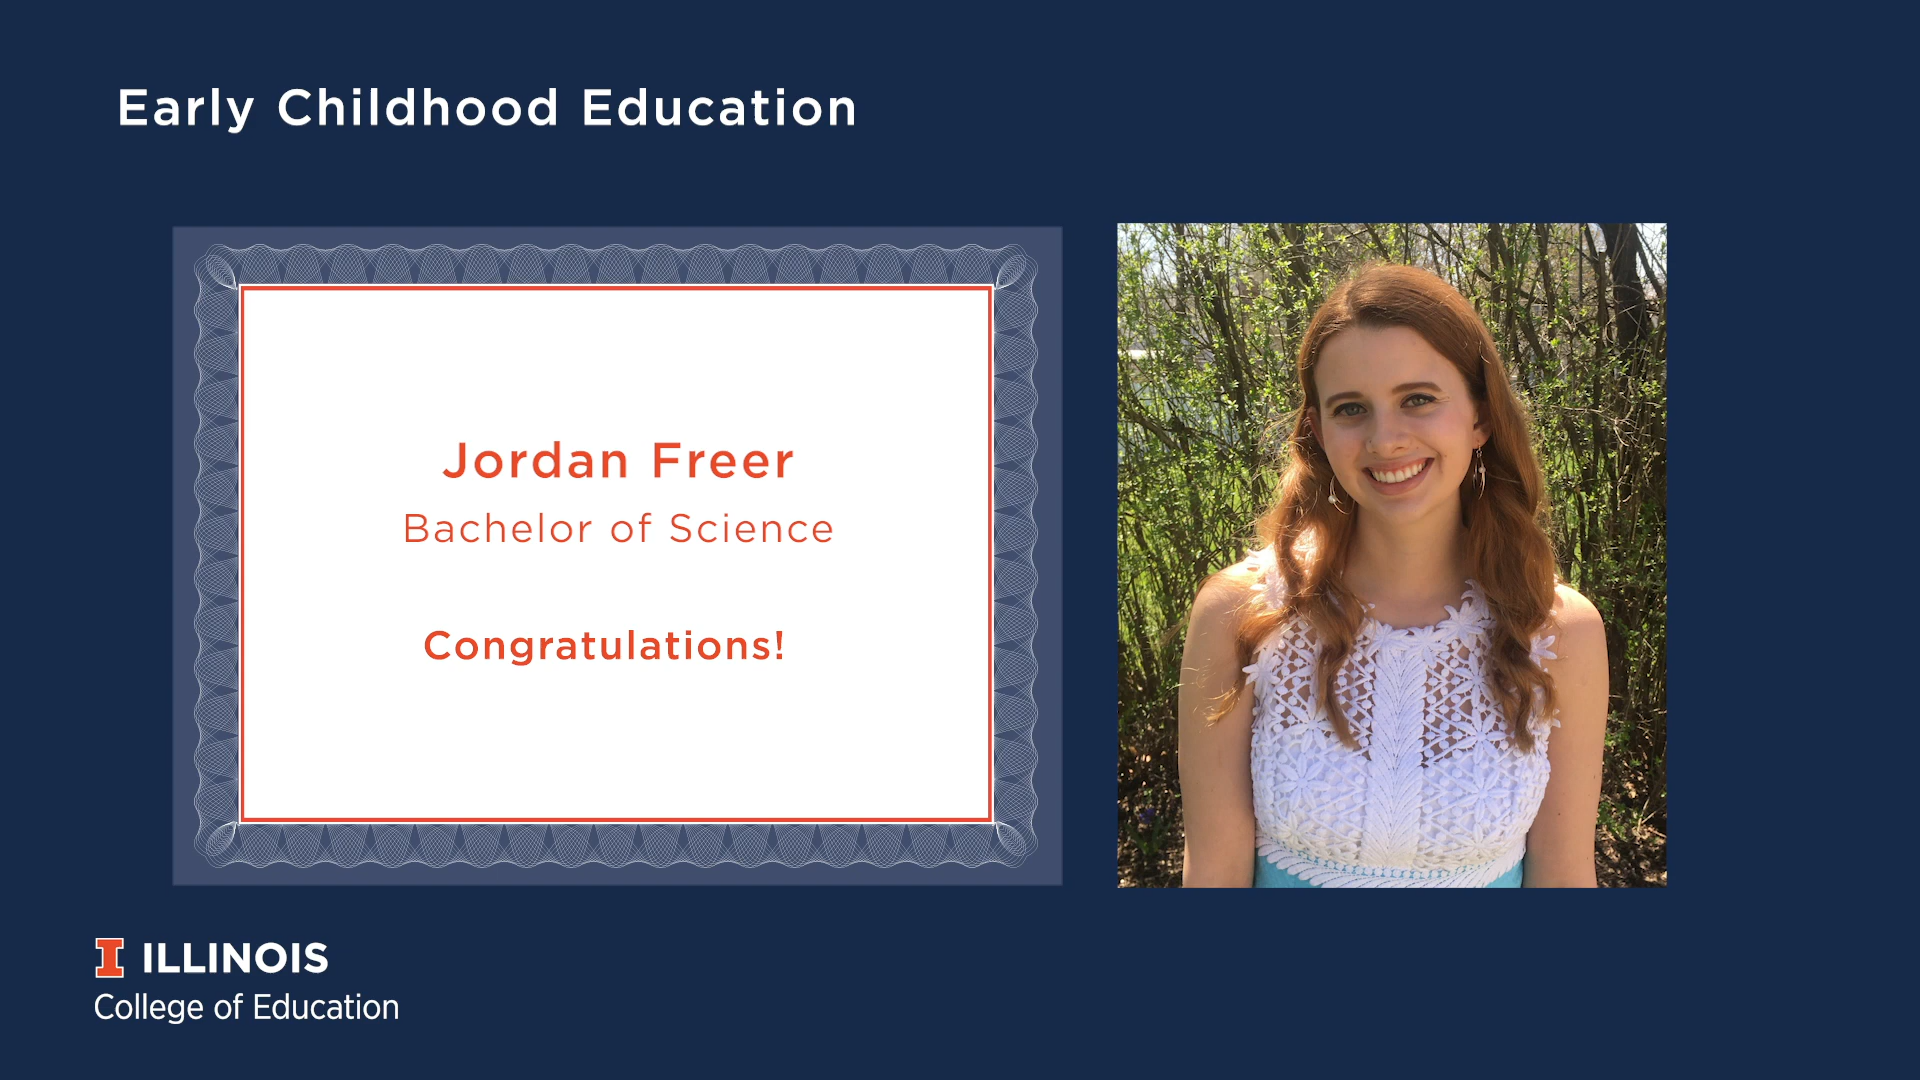 Early Childhood Education
Jordan Freer
Bachelor of Science
Congratulations!
I ILLINOIS
College of Education